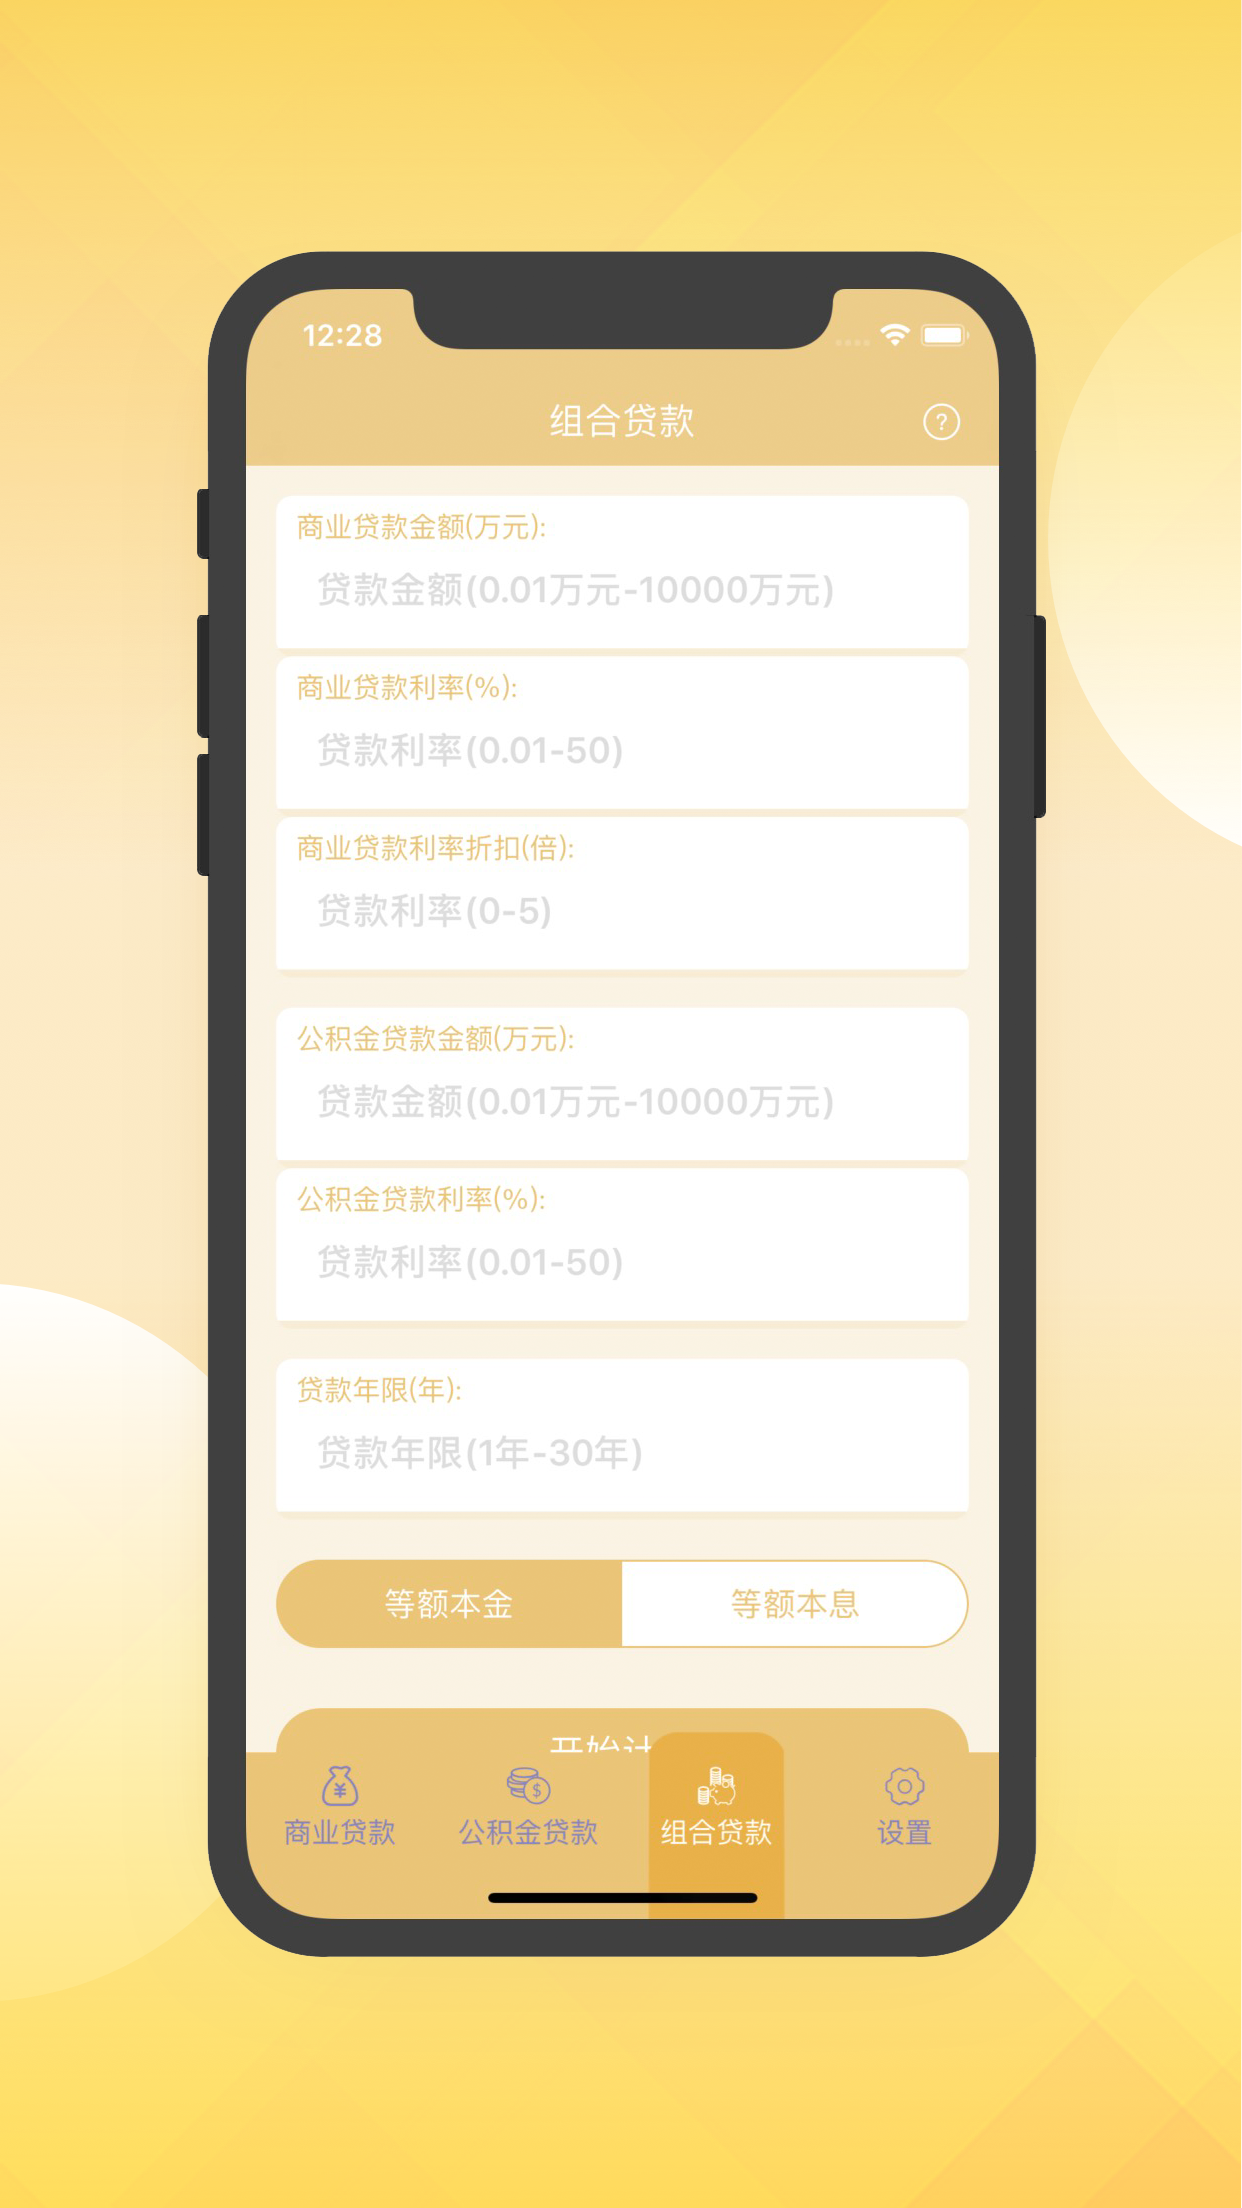 12:28
组合贷款
?
商业贷款金额(万元):
贷款金额(0.01万元-10000万元)
商业贷款利率(%):
贷款利率(0.01-50)
商业贷款利率折扣(倍):
贷款利率(0-5)
公积金贷款金额(万元):
贷款金额(0.01万元-10000万元)
公积金贷款利率(%):
贷款利率(0.01-50)
贷款年限(年):
贷款年限(1年-30年)
等额本金 等额本息
商业贷款 公积金贷款 组合贷款 设置